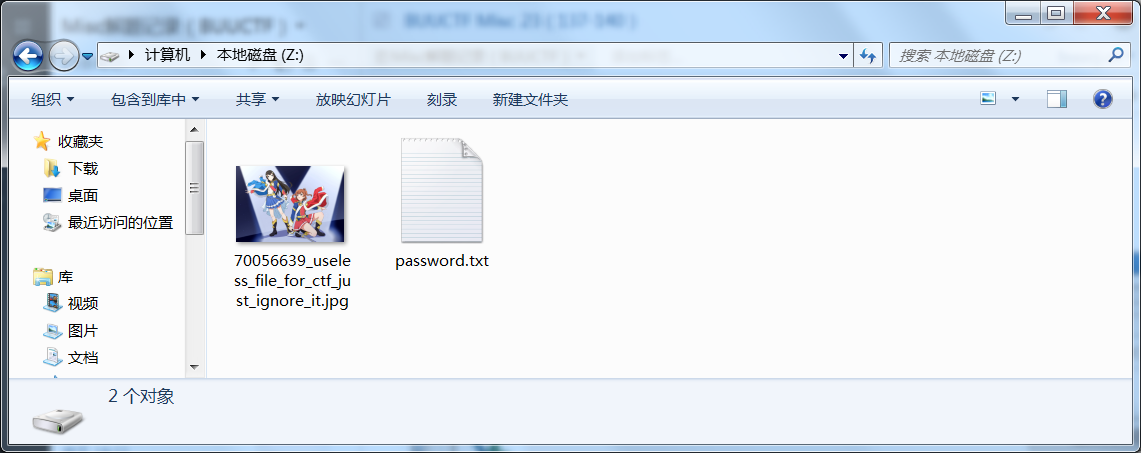 Misc解题记录 ( BUUCTF )
BUUCTF Misc 23 ( 137-140 )
计算机 本地磁盘 (Z:)
搜索 本地磁盘 (Z:)
组织 包含到库中 共享 放映幻灯片 刻录 新建文件夹
收藏夹
下载
桌面
最近访问的位置
库
视频
图片
文档
70056639_usele
ss_file_for_ctf_ju
st_ignore_it.jpg
password.txt
2 个对象